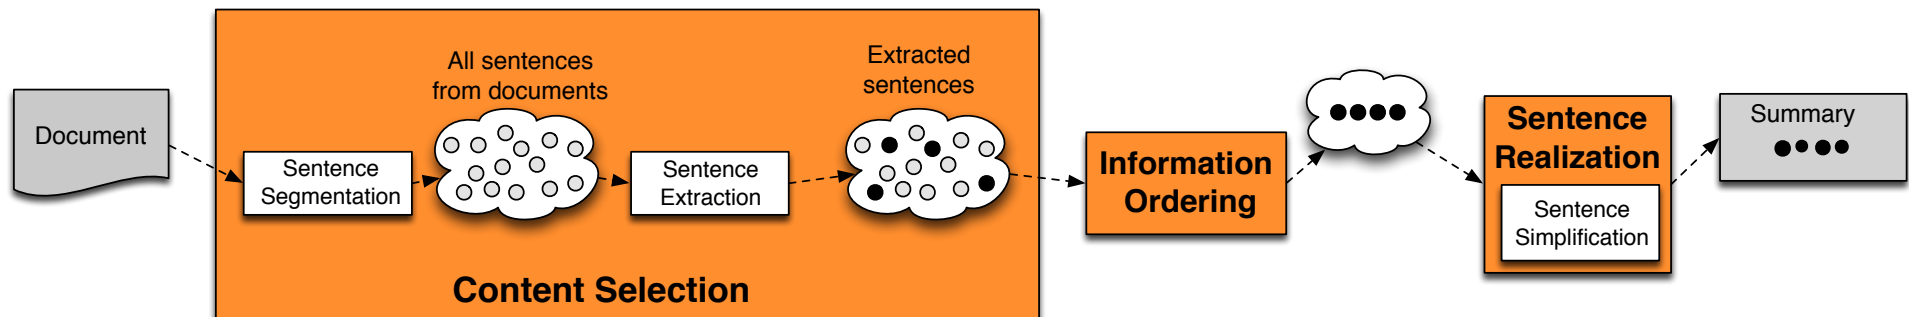 Document
Sentence
Segmentation
All sentences
from documents
Sentence
Extraction
Extracted
sentences
Content Selection
Information
Ordering
Sentence
Realization
Sentence
Simplification
Summary